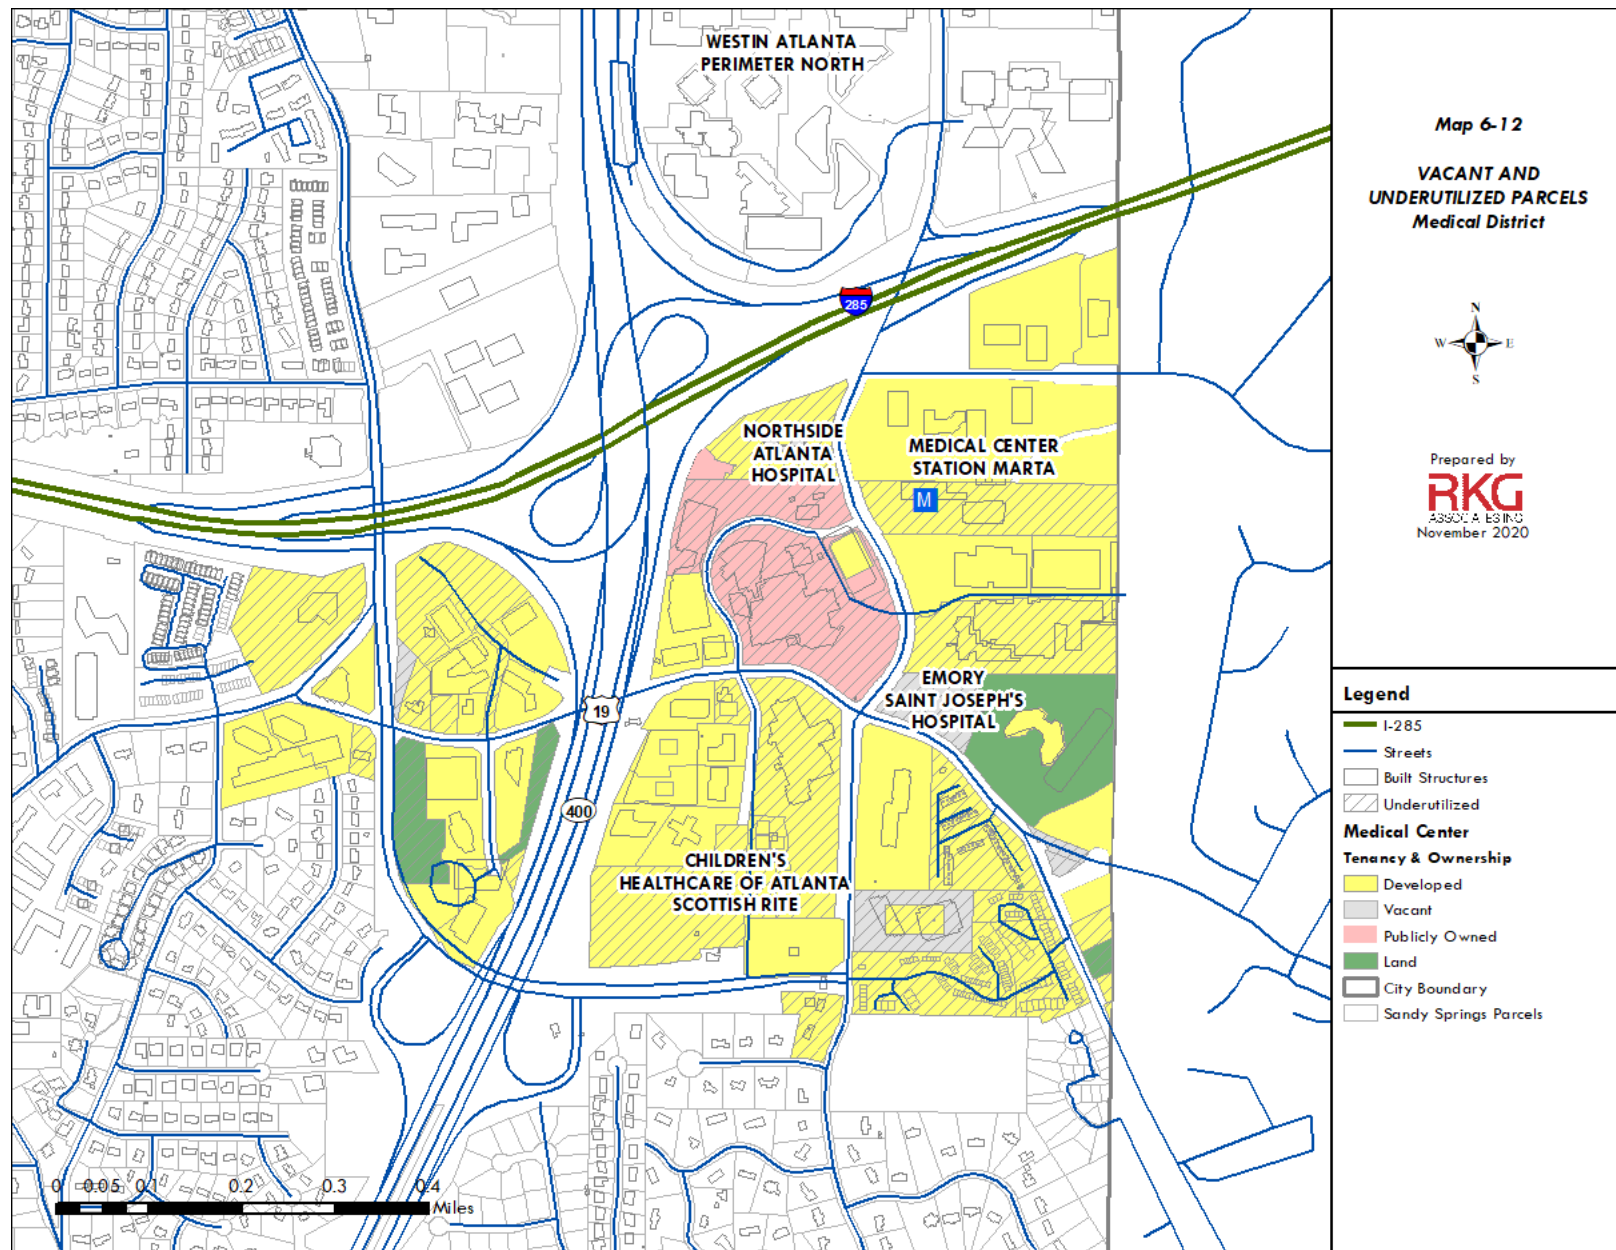 WESTIN ATLANTA
PERIMETER NORTH
285
NORTHSIDE
ATLANTA
HOSPITAL
MEDICAL CENTER
STATION MARTA
M
EMORY
SAINT JOSEPH'S
HOSPITAL
19
400
CHILDREN'S
HEALTHCARE OF ATLANTA
SCOTTISH RITE
0 0.05 0.1 0.2 0.3 0.4
Miles
Map 6-12
VACANT AND
UNDERUTILIZED PARCELS
Medical District
N
W E
S
Prepared by
RKG
ASSOCIATES INC
November 2020
Legend
I-285
Streets
Built Structures
Underutilized
Medical Center
Tenancy & Ownership
Developed
Vacant
Publicly Owned
Land
City Boundary
Sandy Springs Parcels